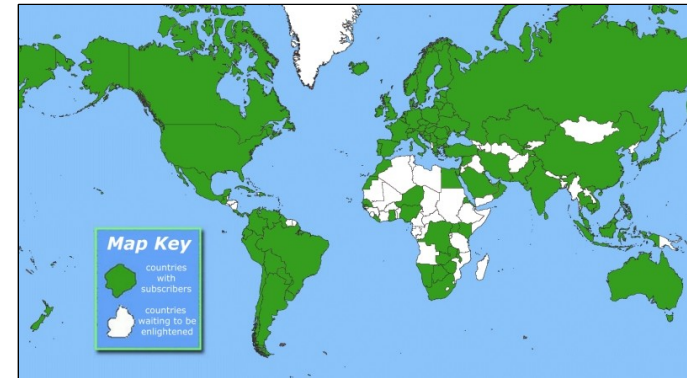 Map Key
countries
with
subscribers
countries
waiting to be
enlightened